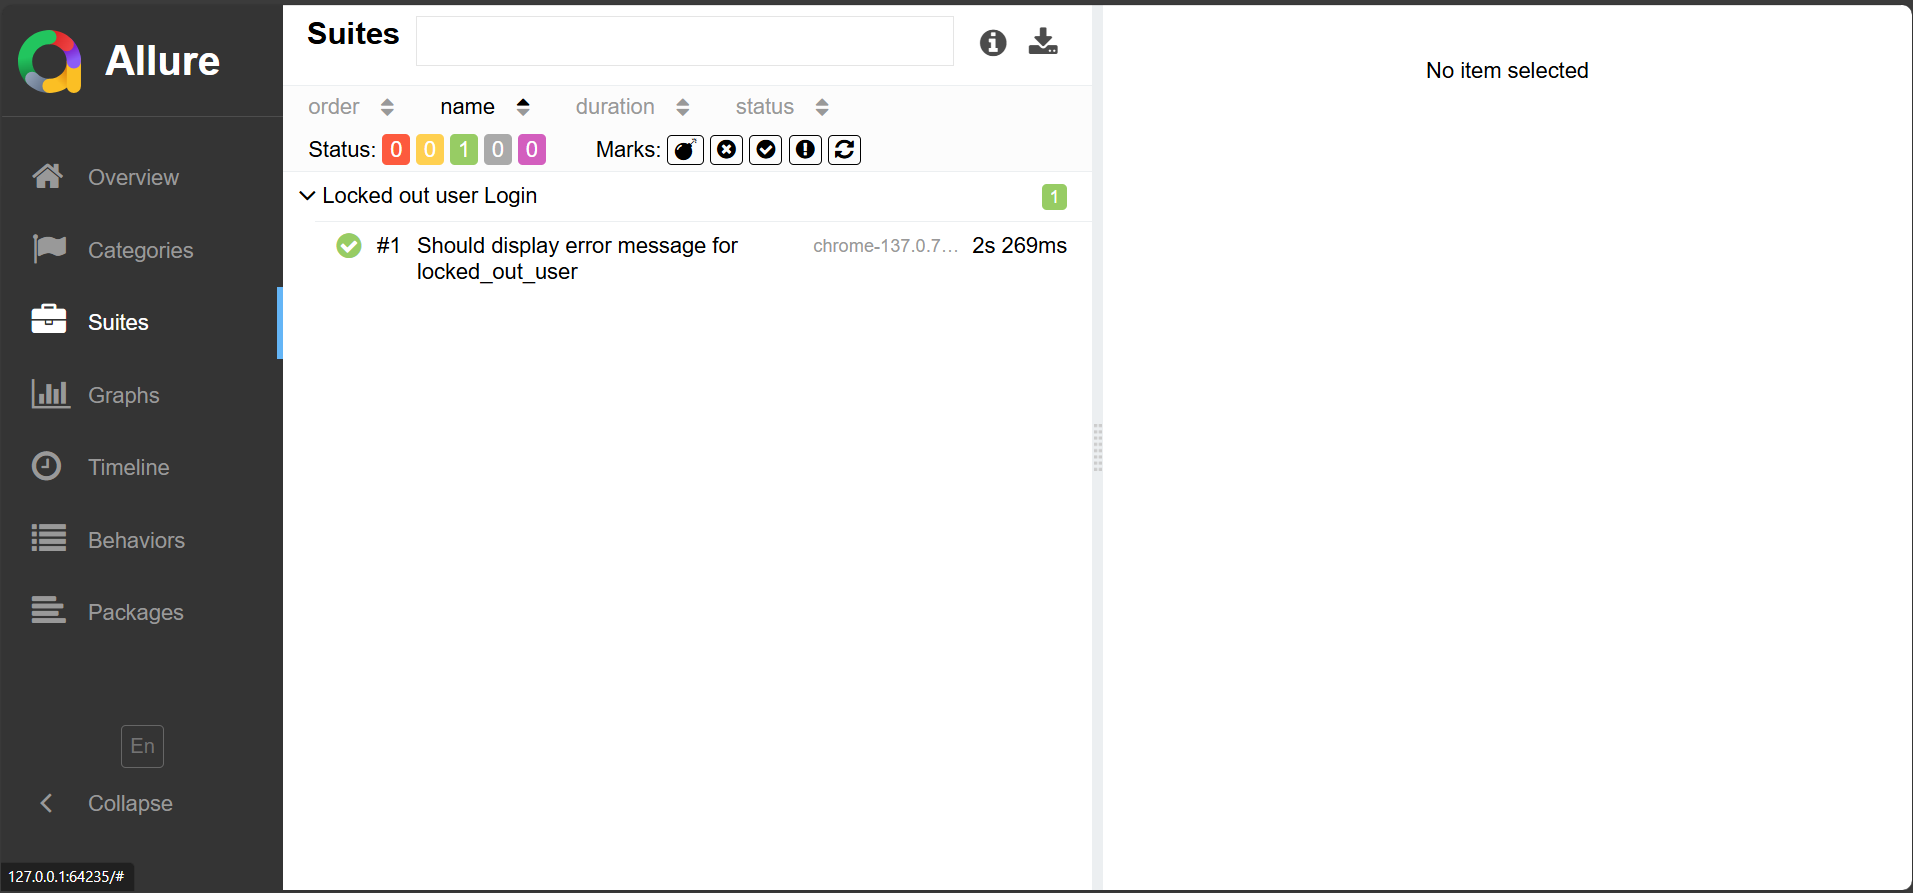 Allure
Overview
Categories
Suites
Graphs
Timeline
Behaviors
Packages
En
Collapse
127.0.0.1:64235/#
Suites
order name duration status
Status: 0 0 1 0 0 Marks:
Locked out user Login 1
#1 Should display error message for chrome-137.0.7... 2s 269ms
locked_out_user
No item selected